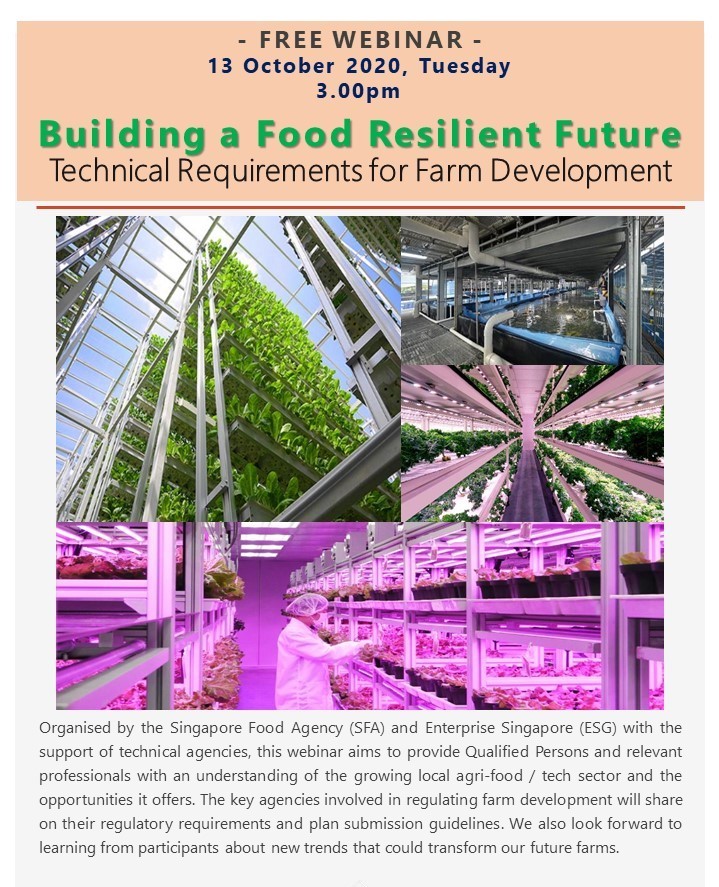 - FREE WEBINAR -
13 October 2020, Tuesday
3.00pm
Building a Food Resilient Future
Technical Requirements for Farm Development
Organised by the Singapore Food Agency (SFA) and Enterprise Singapore (ESG) with the
support of technical agencies, this webinar aims to provide Qualified Persons and relevant
professionals with an understanding of the growing local agri-food / tech sector and the
opportunities it offers. The key agencies involved in regulating farm development will share
on their regulatory requirements and plan submission guidelines. We also look forward to
learning from participants about new trends that could transform our future farms.